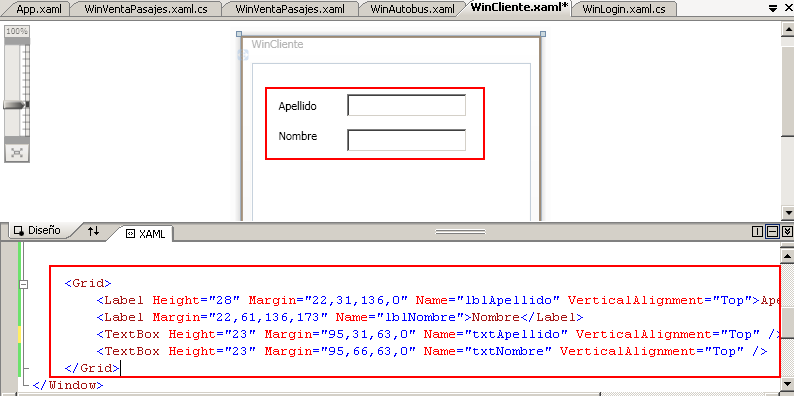 App.xaml WinVentaPasajes.xaml.cs WinVentaPasajes.xaml WinAutobus.xaml WinCliente.xaml* WinLogin.xaml.cs
100%
WinCliente
Apellido
Nombre
Diseño XAML
<Grid>
<Label Height="28" Margin="22,31,136,0" Name="lblApellido" VerticalAlignment="Top">Ape
<Label Margin="22,61,136,173" Name="lblNombre">Nombre</Label>
<TextBox Height="23" Margin="95,31,63,0" Name="txtApellido" VerticalAlignment="Top" />
<TextBox Height="23" Margin="95,66,63,0" Name="txtNombre" VerticalAlignment="Top" />
</Grid>
</Window>